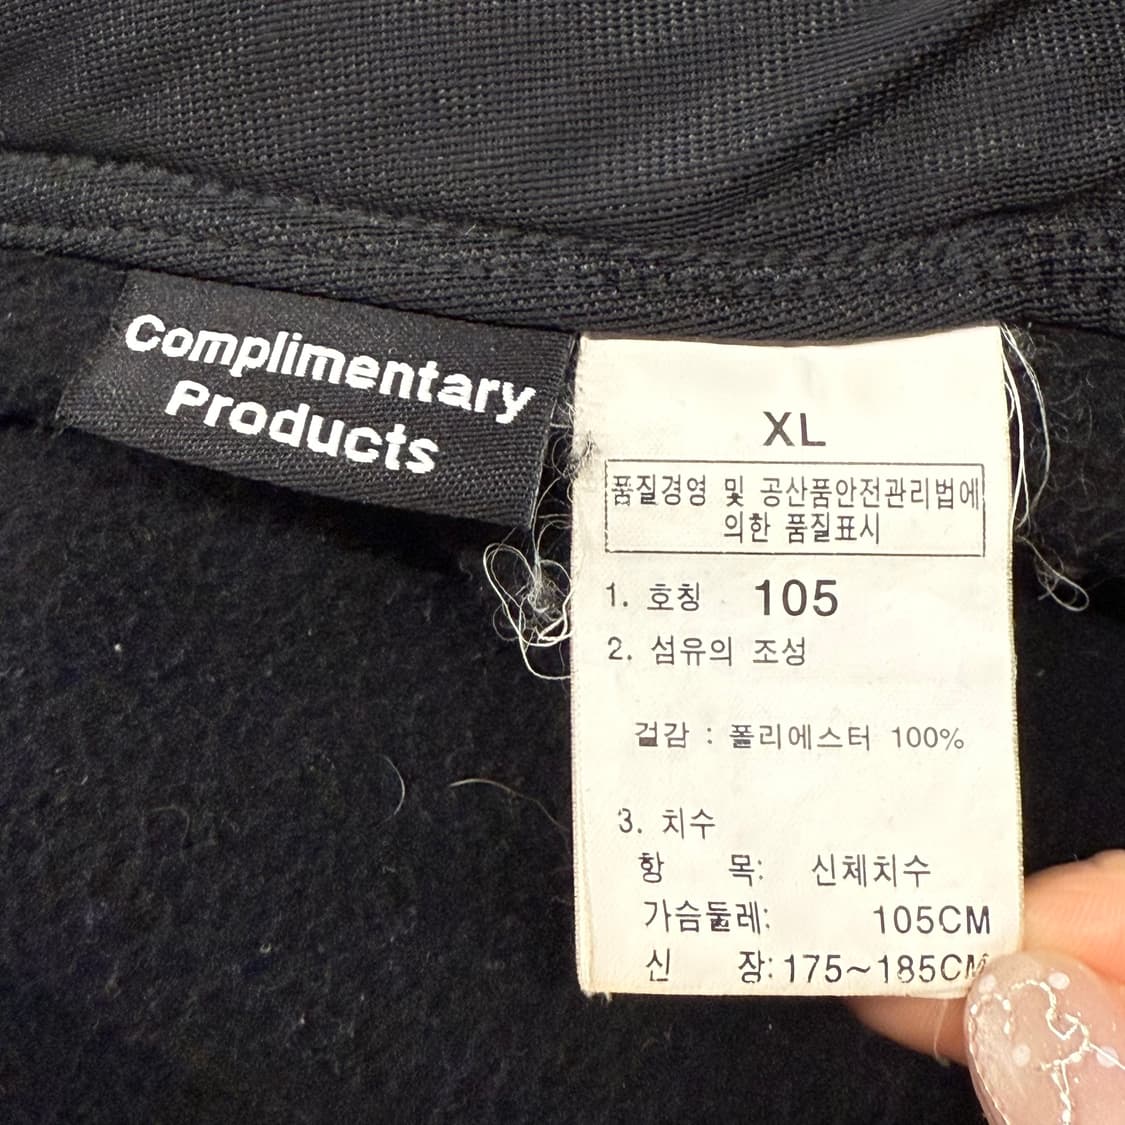 Complimentary
Products
XL
품질경영 및 공산품안전관리법에
의한 품질표시
1. 호칭 105
2. 섬유의 조성
겉감 : 폴리에스터 100%
3. 치수
항 목: 신체치수
가슴둘레: 105CM
신 장: 175~185CM